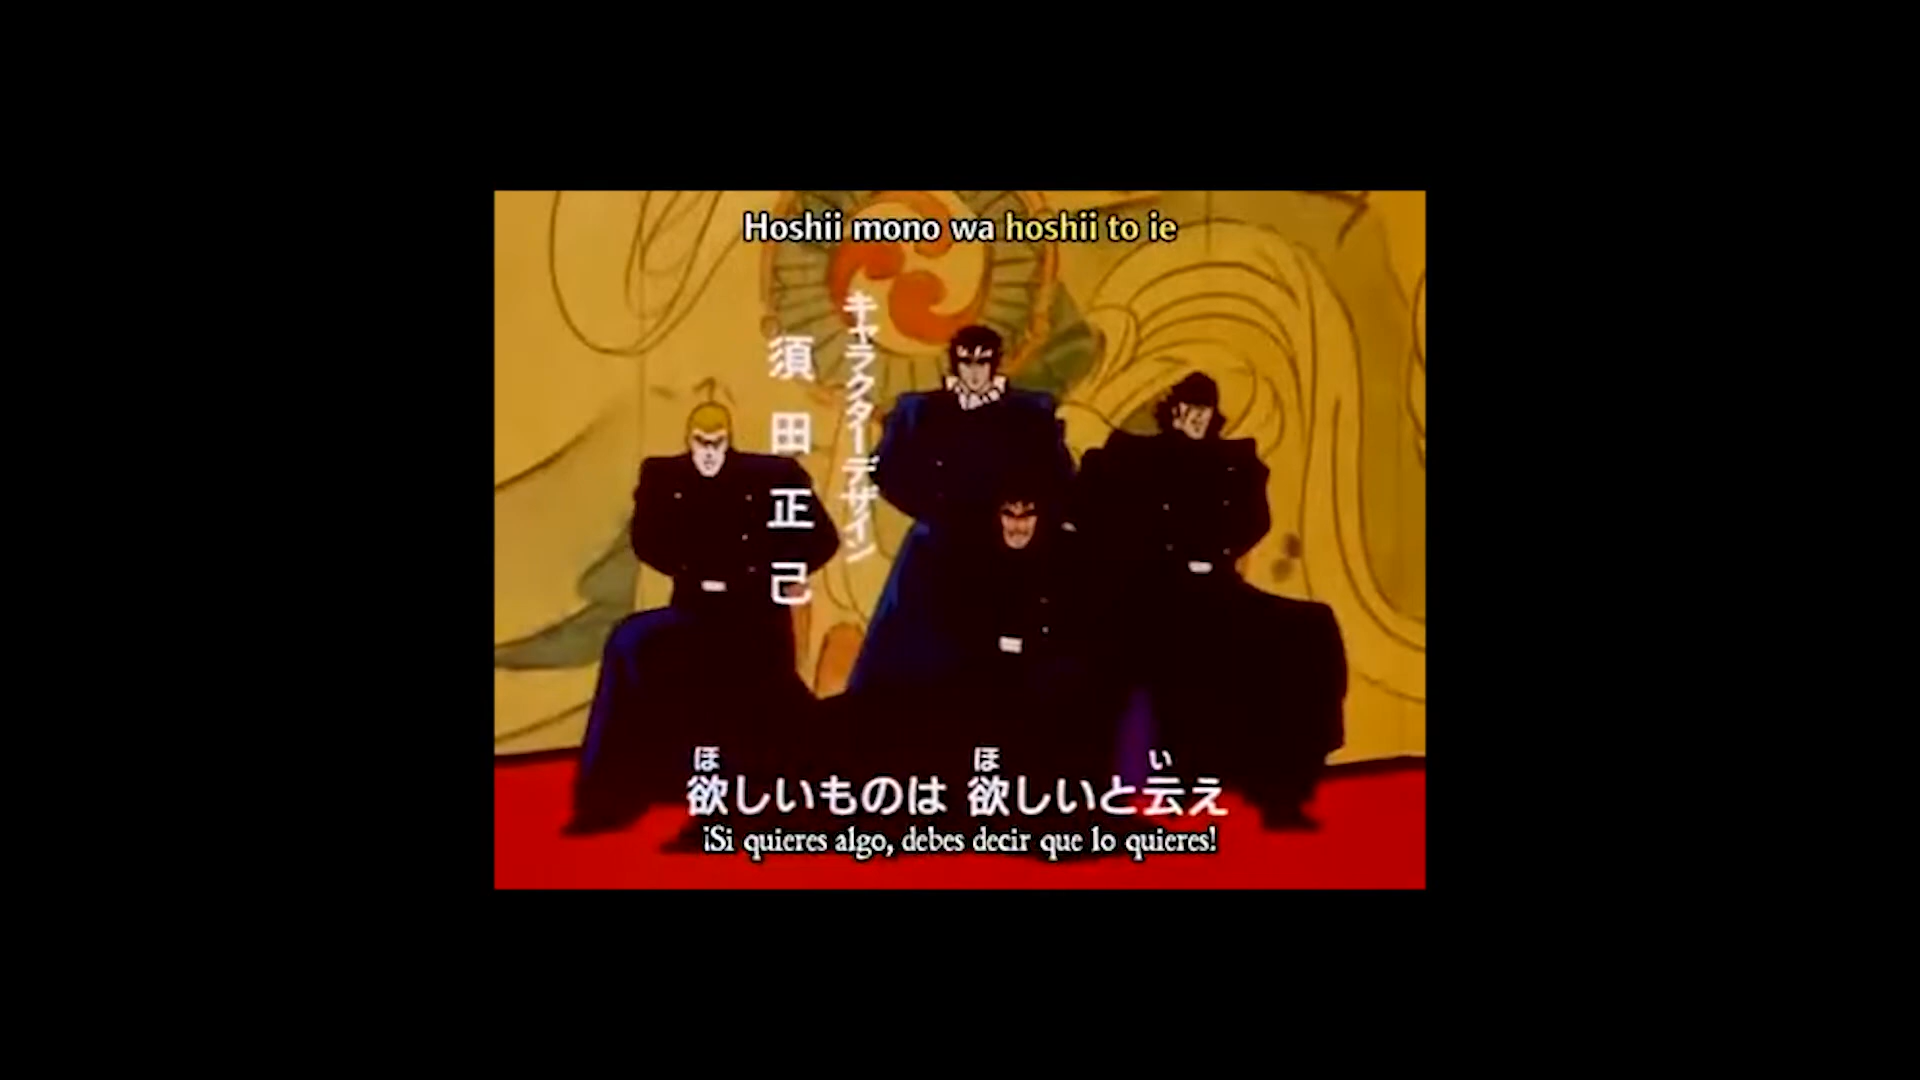 Hoshii mono wa hoshii to ie
キャラクターデザイン
須田正己
ほ ほ い
欲しいものは 欲しいと云え
¡Si quieres algo, debes decir que lo quieres!